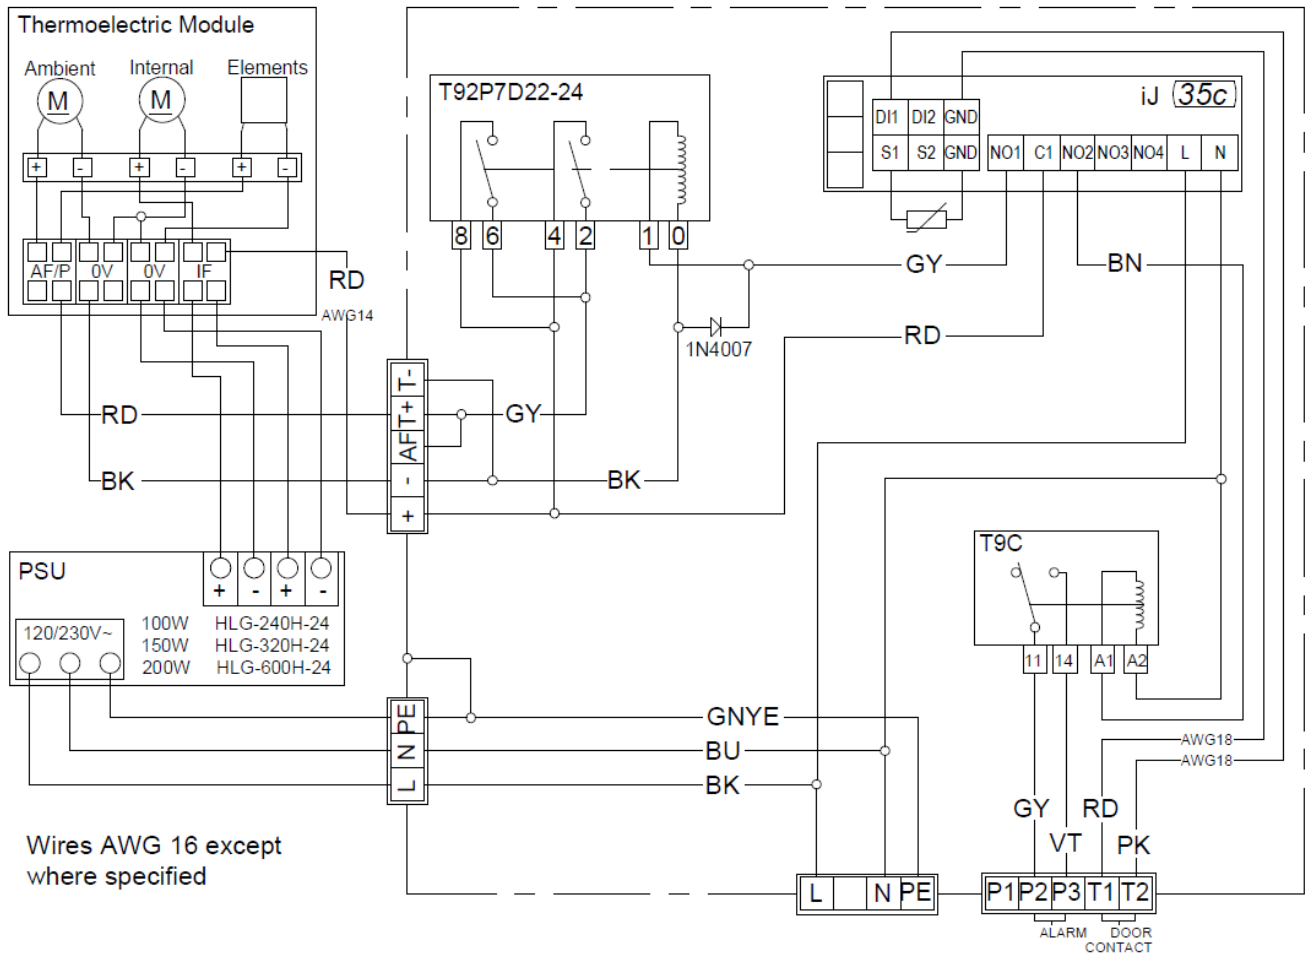 Thermoelectric Module
Ambient Internal Elements
M M
+ - + - + -
AF/P 0V 0V IF
RD
AWG14
T92P7D22-24
8 6 4 2 1 0
1N4007
iJ 35c
DI1 DI2 GND
S1 S2 GND NO1 C1 NO2 NO3 NO4 L N
GY
BN
RD
T-
T+
AF
-
+
RD
GY
BK
BK
PSU
+ - + -
120/230V~
100W HLG-240H-24
150W HLG-320H-24
200W HLG-600H-24
T9C
11 14 A1 A2
PE
N
L
GNYE
BU
BK
AWG18
AWG18
GY RD
VT PK
Wires AWG 16 except
where specified
L N PE
P1 P2 P3 T1 T2
ALARM DOOR
CONTACT